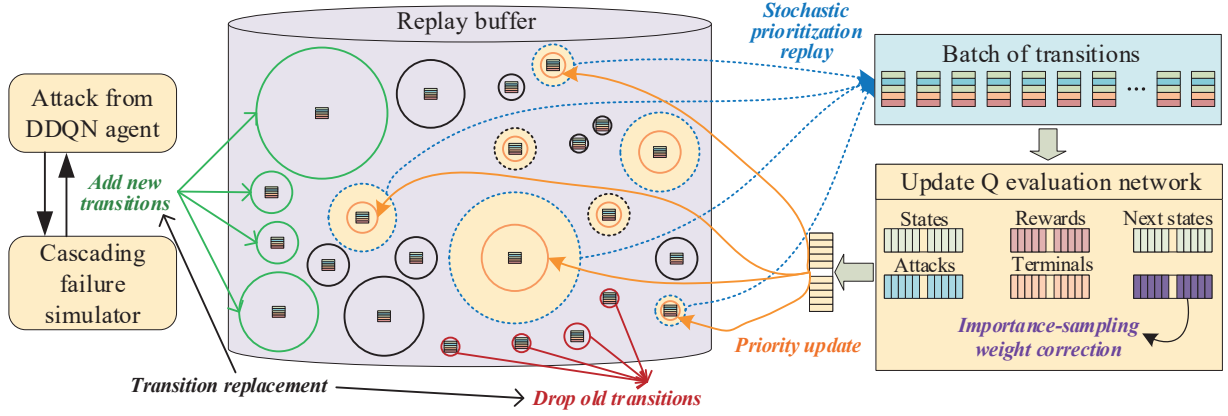 Replay buffer
Stochastic
prioritization
replay
Batch of transitions
...
Attack from
DDQN agent
Add new
transitions
Cascading
failure
simulator
Update Q evaluation network
States
Rewards
Next states
Attacks
Terminals
Importance-sampling
weight correction
Priority update
Transition replacement
Drop old transitions